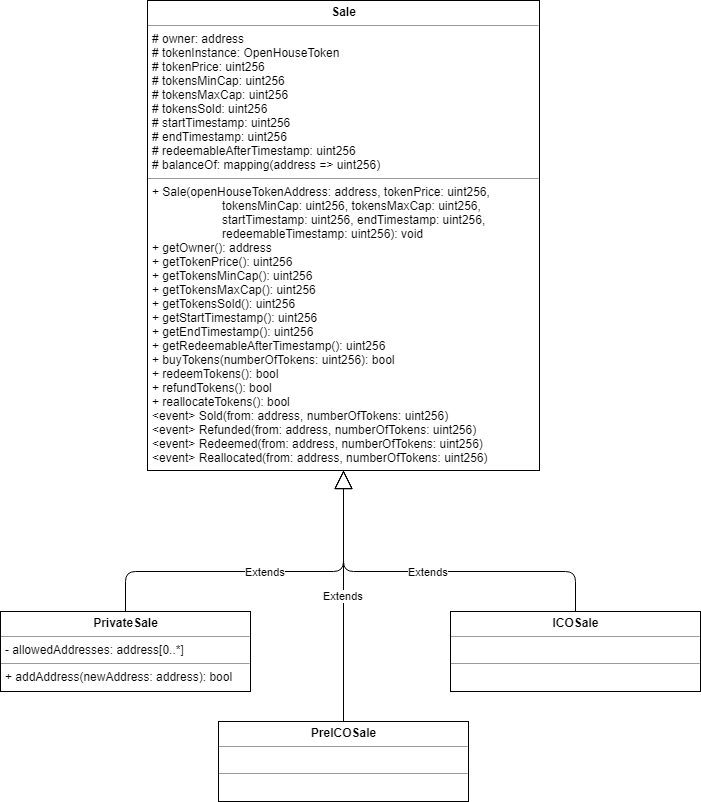 Sale
# owner: address
# tokenInstance: OpenHouseToken
# tokenPrice: uint256
# tokensMinCap: uint256
# tokensMaxCap: uint256
# tokensSold: uint256
# startTimestamp: uint256
# endTimestamp: uint256
# redeemableAfterTimestamp: uint256
# balanceOf: mapping(address => uint256)
+ Sale(openHouseTokenAddress: address, tokenPrice: uint256,
tokensMinCap: uint256, tokensMaxCap: uint256,
startTimestamp: uint256, endTimestamp: uint256,
redeemableTimestamp: uint256): void
+ getOwner(): address
+ getTokenPrice(): uint256
+ getTokensMinCap(): uint256
+ getTokensMaxCap(): uint256
+ getTokensSold(): uint256
+ getStartTimestamp(): uint256
+ getEndTimestamp(): uint256
+ getRedeemableAfterTimestamp(): uint256
+ buyTokens(numberOfTokens: uint256): bool
+ redeemTokens(): bool
+ refundTokens(): bool
+ reallocateTokens(): bool
<event> Sold(from: address, numberOfTokens: uint256)
<event> Refunded(from: address, numberOfTokens: uint256)
<event> Redeemed(from: address, numberOfTokens: uint256)
<event> Reallocated(from: address, numberOfTokens: uint256)
Extends
Extends
Extends
PrivateSale
- allowedAddresses: address[0..*]
+ addAddress(newAddress: address): bool
ICOSale
PreICOSale